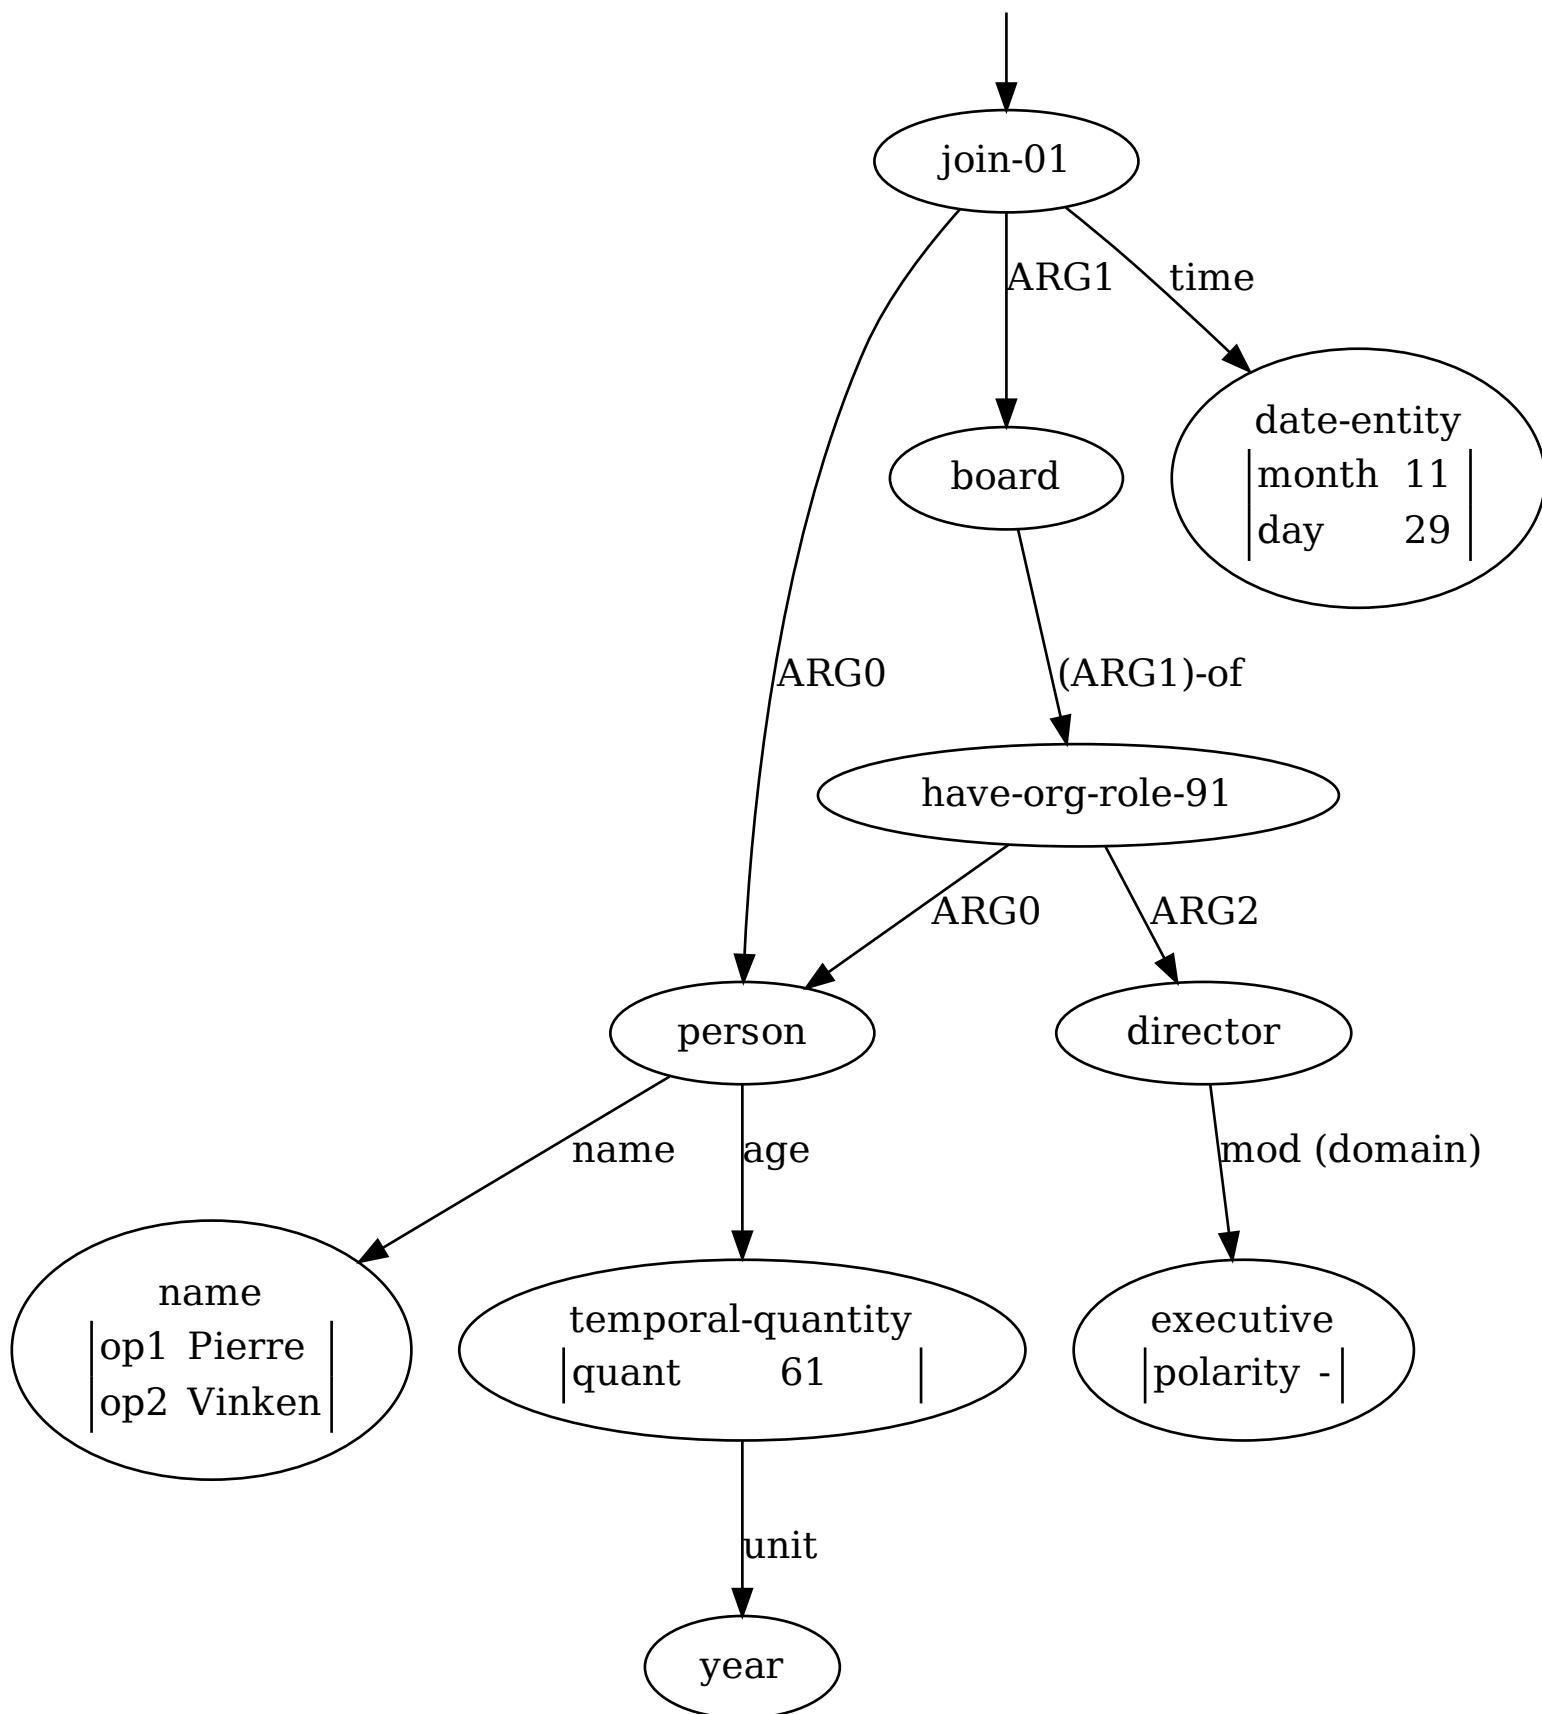 join-01
ARG1
time
date-entity
month 11
day 29
board
ARG0
(ARG1)-of
have-org-role-91
ARG0
ARG2
person
director
name
age
mod (domain)
name
op1 Pierre
op2 Vinken
temporal-quantity
quant 61
executive
polarity -
unit
year